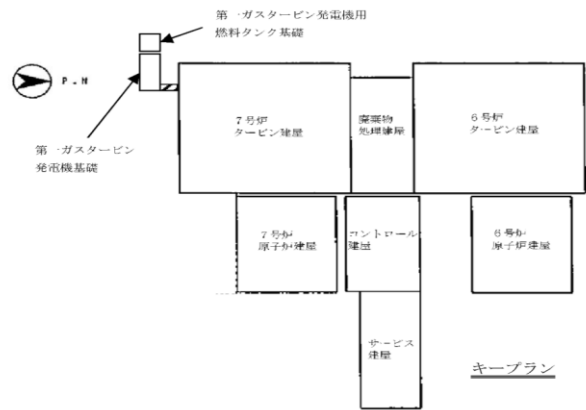 第一ガスタービン発電機用
燃料タンク基礎
P.N
7号炉
タービン建屋
廃棄物
処理建屋
6号炉
タービン建屋
第一ガスタービン
発電機基礎
7号炉
原子炉建屋
コントロール
建屋
6号炉
原子炉建屋
サービス
建屋
キープラン